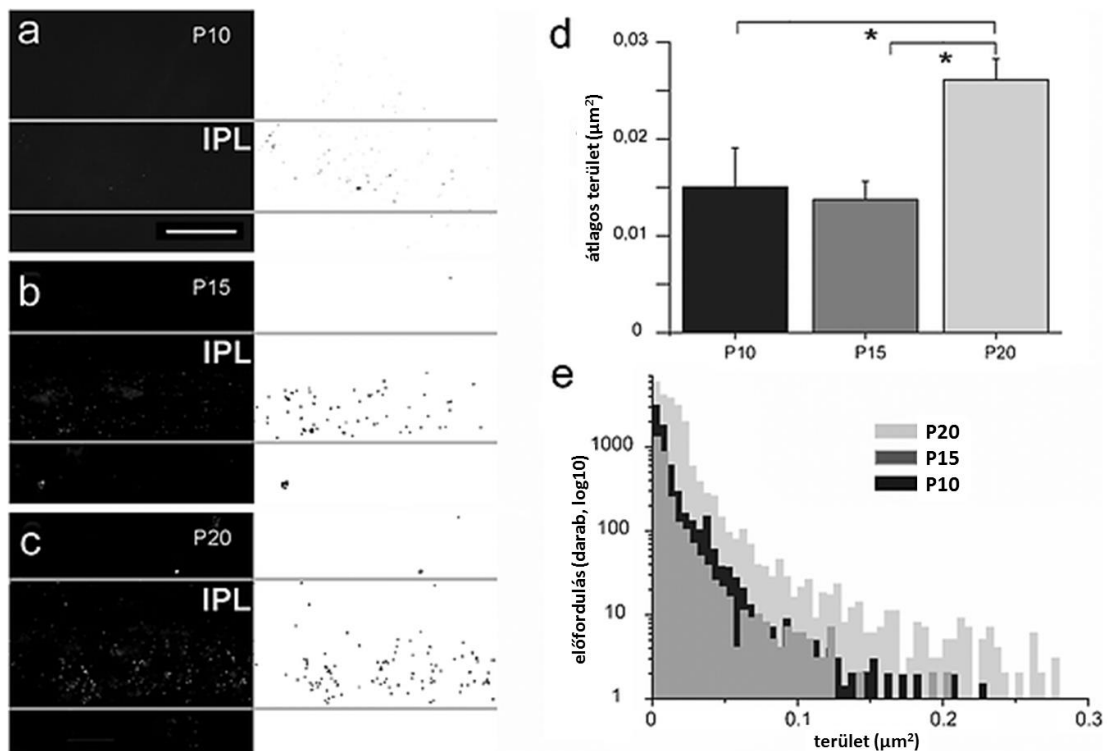 a
P10
IPL
b
P15
IPL
c
P20
IPL
d
átlagos terület (µm²)
0,03
0,02
0,01
0
*
*
P10
P15
P20
e
előfordulás (darab, log10)
1000
100
10
1
P20
P15
P10
0
0.1
0.2
0.3
terület (µm²)